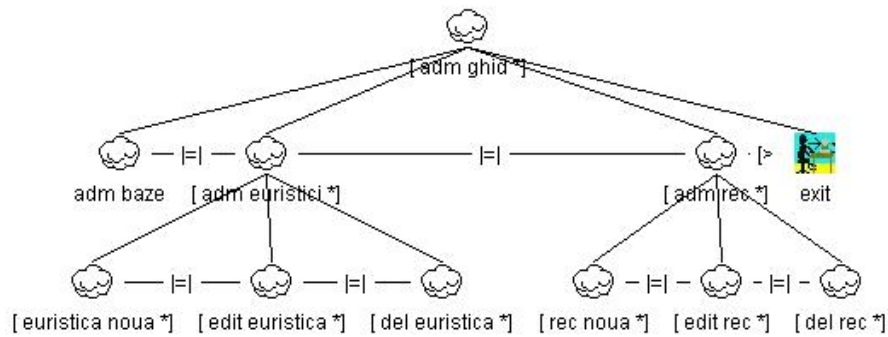 [ adm ghid *]
|=| |=| [>
adm baze [ adm euristici *] [ adm rec *] exit
|=| |=| |=| |=|
[ euristica noua *] [ edit euristica *] [ del euristica *] [ rec noua *] [ edit rec *] [ del rec *]